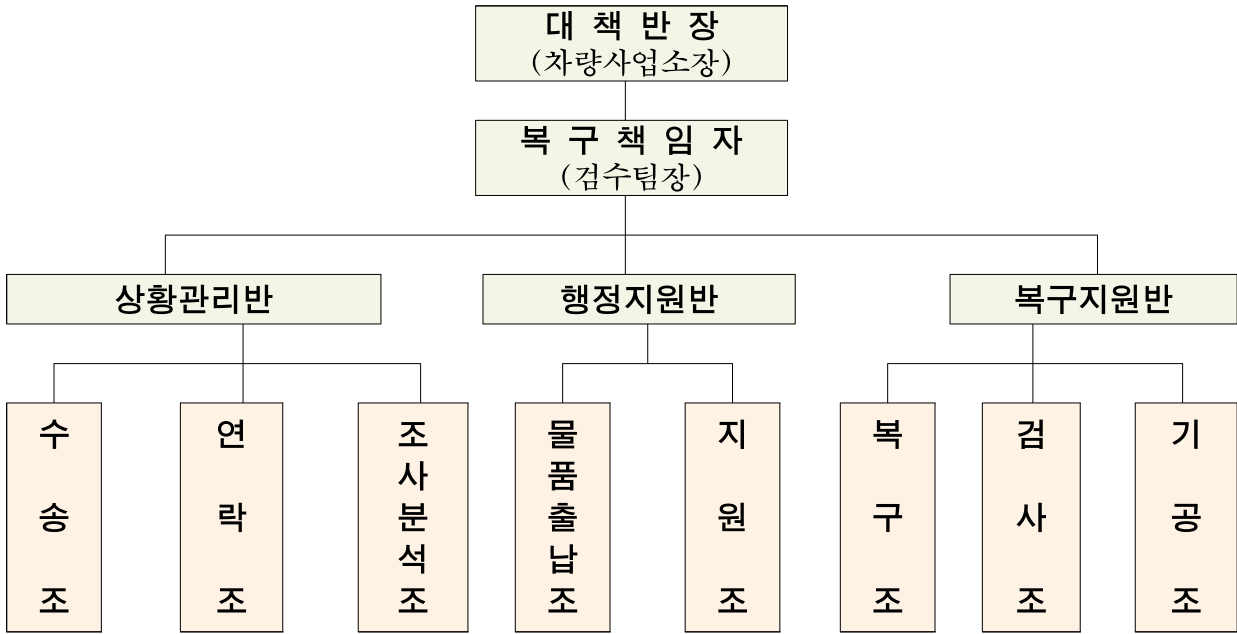 대 책 반 장
(차량사업소장)
복 구 책 임 자
(검수팀장)
상황관리반
행정지원반
복구지원반
수송조
연락조
조사분석조
물품출납조
지원조
복구조
검사조
기공조